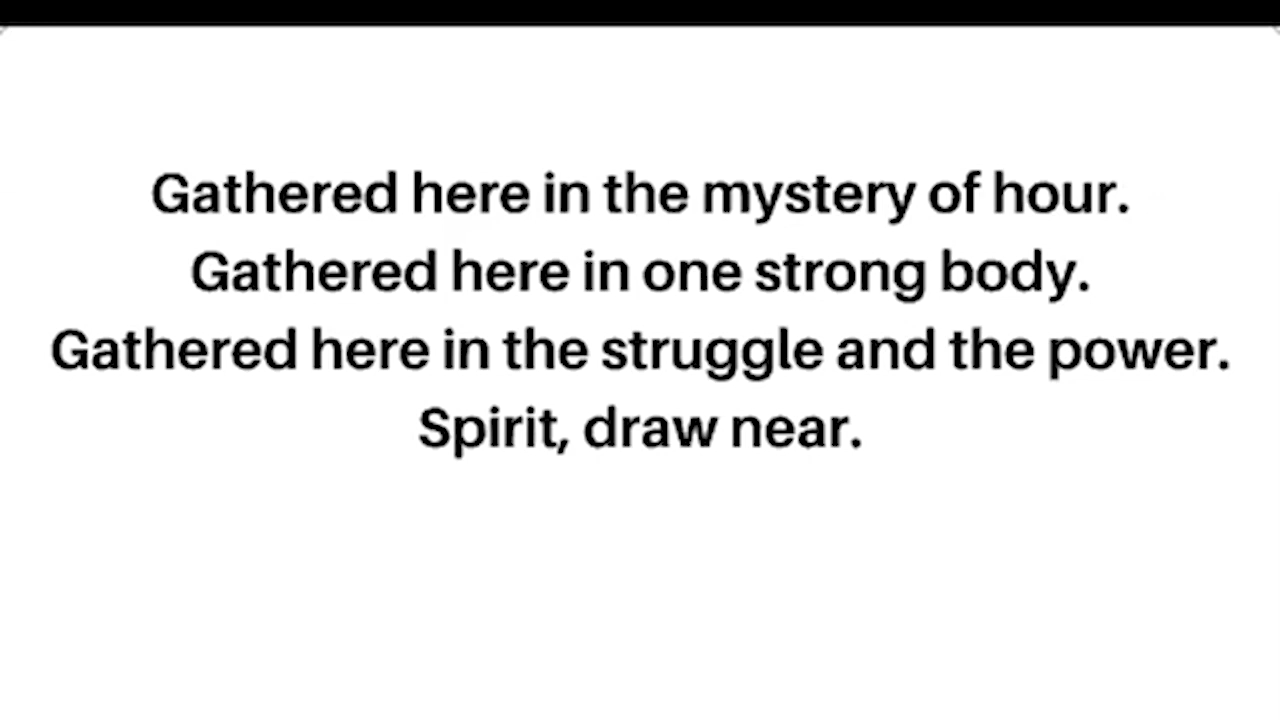 Gathered here in the mystery of hour.
Gathered here in one strong body.
Gathered here in the struggle and the power.
Spirit, draw near.